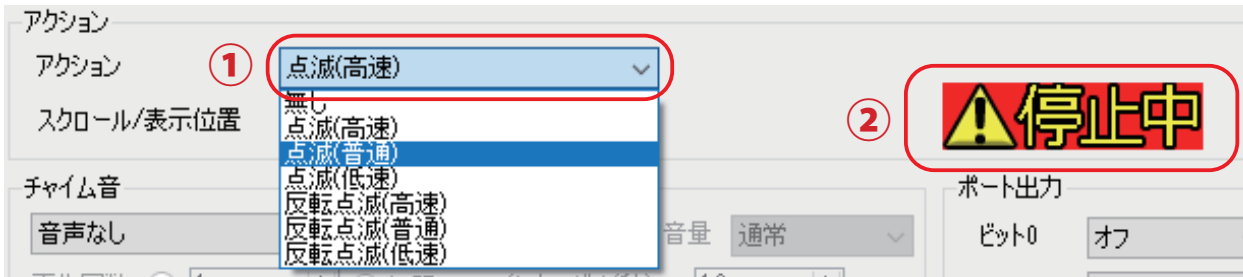 アクション
アクション
①
点滅(高速)
無し
点滅(高速)
点滅(普通)
点滅(低速)
反転点滅(高速)
反転点滅(普通)
反転点滅(低速)
スクロール/表示位置
②
停止中
チャイム音
音声なし
音量
通常
ポート出力
ビット0
オフ